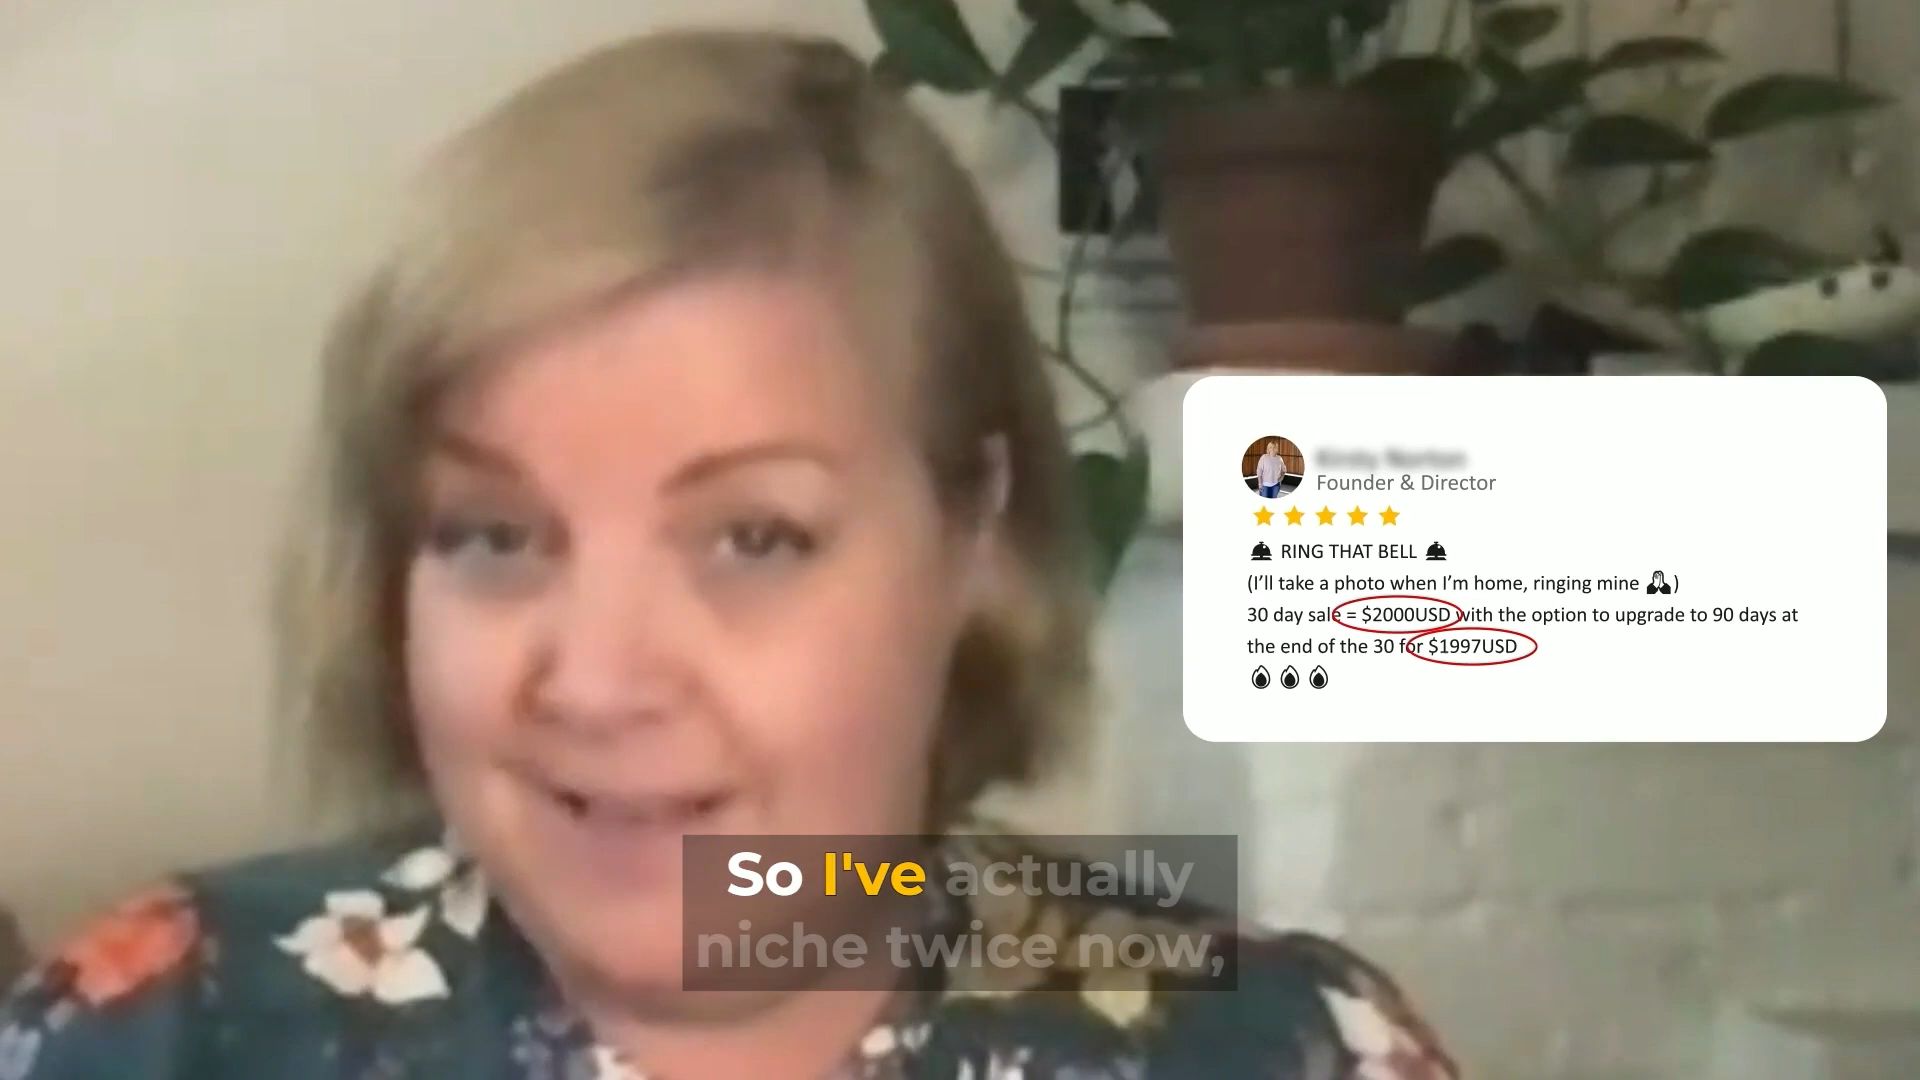 Founder & Director
RING THAT BELL
(I'll take a photo when I'm home, ringing mine 🙏)
30 day sale = $2000USD with the option to upgrade to 90 days at
the end of the 30 for $1997USD
So I've actually
niche twice now,